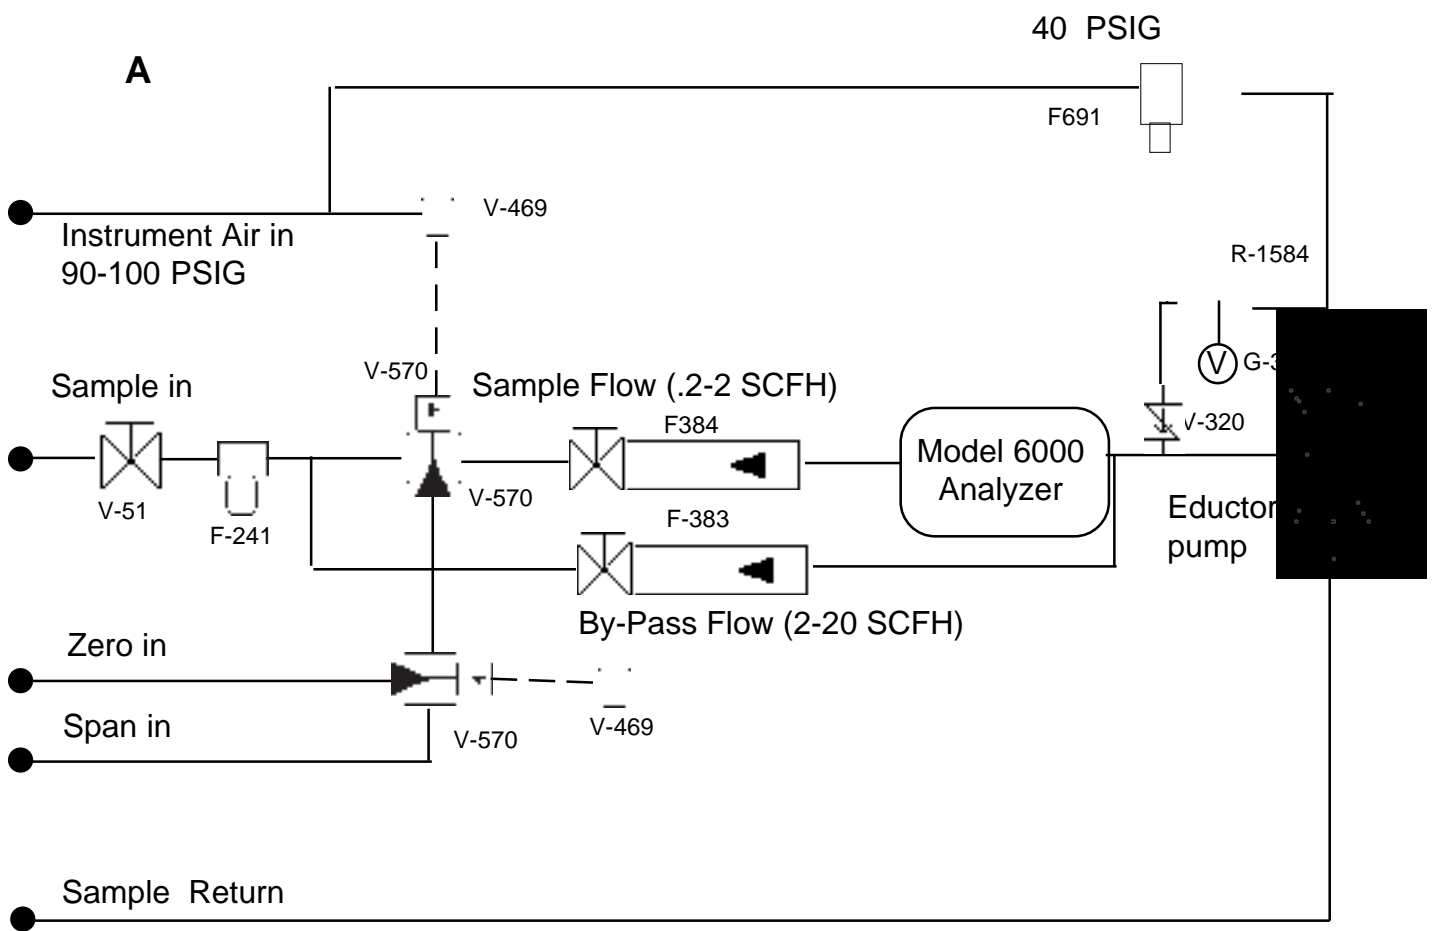 40 PSIG
A
F691
V-469
Instrument Air in
90-100 PSIG
R-1584
V-570
Sample in
Sample Flow (.2-2 SCFH)
V
F384
V-320
Model 6000
Analyzer
V-51
V-570
F-241
F-383
Eductor
pump
By-Pass Flow (2-20 SCFH)
Zero in
Span in
V-570
V-469
Sample Return